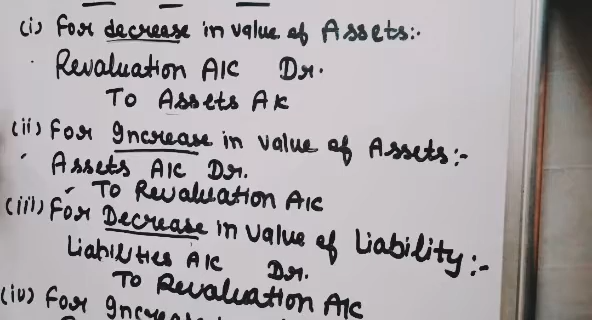 (i) For decrease in value of Assets:-
Revaluation A/C Dr.
To Assets A/C
(ii) For Increase in value of Assets:-
Assets A/C Dr.
To Revaluation A/C
(iii) For Decrease in value of Liability:-
Liabilities A/C Dr.
To Revaluation A/C
(iv) For Increase